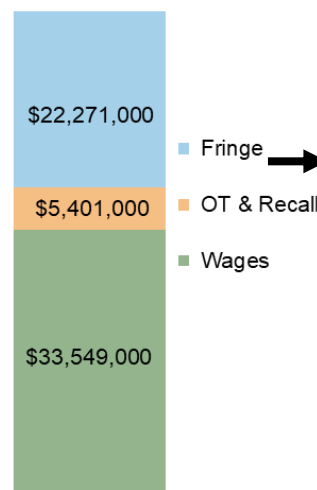 $22,271,000
Fringe
$5,401,000
OT & Recall
Wages
$33,549,000